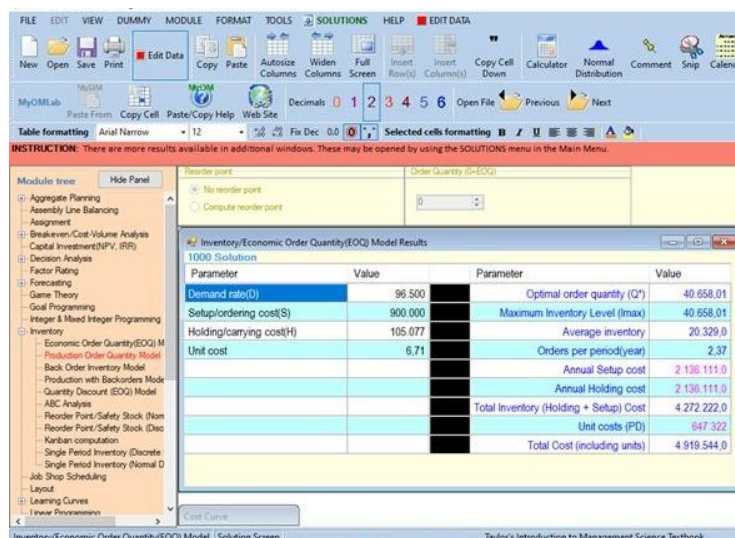 FILE EDIT VIEW DUMMY MODULE FORMAT TOOLS SOLUTIONS HELP EDIT DATA
New Open Save Print Edit Data Copy Paste Autosize Columns Widen Columns Full Screen Insert Row(s) Insert Column(s) Copy Cell Down Calculator Normal Distribution Comment Snip Calend
MyOMLab Paste From Copy Cell Paste/Copy Help Web Site Decimals 0 1 2 3 4 5 6 Open File Previous Next
Table formatting Arial Narrow 12 Fix Dec 0.0 Selected cells formatting B I U
INSTRUCTION: There are more results available in additional windows. These may be opened by using the SOLUTIONS menu in the Main Menu.
Module tree Hide Panel
Aggregate Planning
Assembly Line Balancing
Assignment
Breakeven/Cost-Volume Analysis
Capital Investment(NPV, IRR)
Decision Analysis
Factor Rating
Forecasting
Game Theory
Goal Programming
Integer & Mixed Integer Programming
Inventory
Economic Order Quantity(EOQ) M
Production Order Quantity Model
Back Order Inventory Model
Production with Backorders Mode
Quantity Discount (EOQ) Model
ABC Analysis
Reorder Point/Safety Stock (Nom
Reorder Point/Safety Stock (Disc
Kanban computation
Single Period Inventory (Discrete
Single Period Inventory (Normal D
Job Shop Scheduling
Layout
Learning Curves
Linear Programming
Reorder point
No reorder point
Compute reorder point
Order Quantity (0=EOQ)
0
Inventory/Economic Order Quantity(EOQ) Model Results
1000 Solution
Parameter Value Parameter Value
Demand rate(D) 96.500 Optimal order quantity (Q*) 40.658,01
Setup/ordering cost(S) 900.000 Maximum Inventory Level (Imax) 40.658,01
Holding/carrying cost(H) 105.077 Average inventory 20.329,0
Unit cost 6,71 Orders per period(year) 2,37
Annual Setup cost 2.136.111,0
Annual Holding cost 2.136.111,0
Total Inventory (Holding + Setup) Cost 4.272.222,0
Unit costs (PD) 647.322
Total Cost (including units) 4.919.544,0
Cost Curve
Inventory/Economic Order Quantity(EOQ) Model Solution Screen Taylor's Introduction to Management Science Textbook